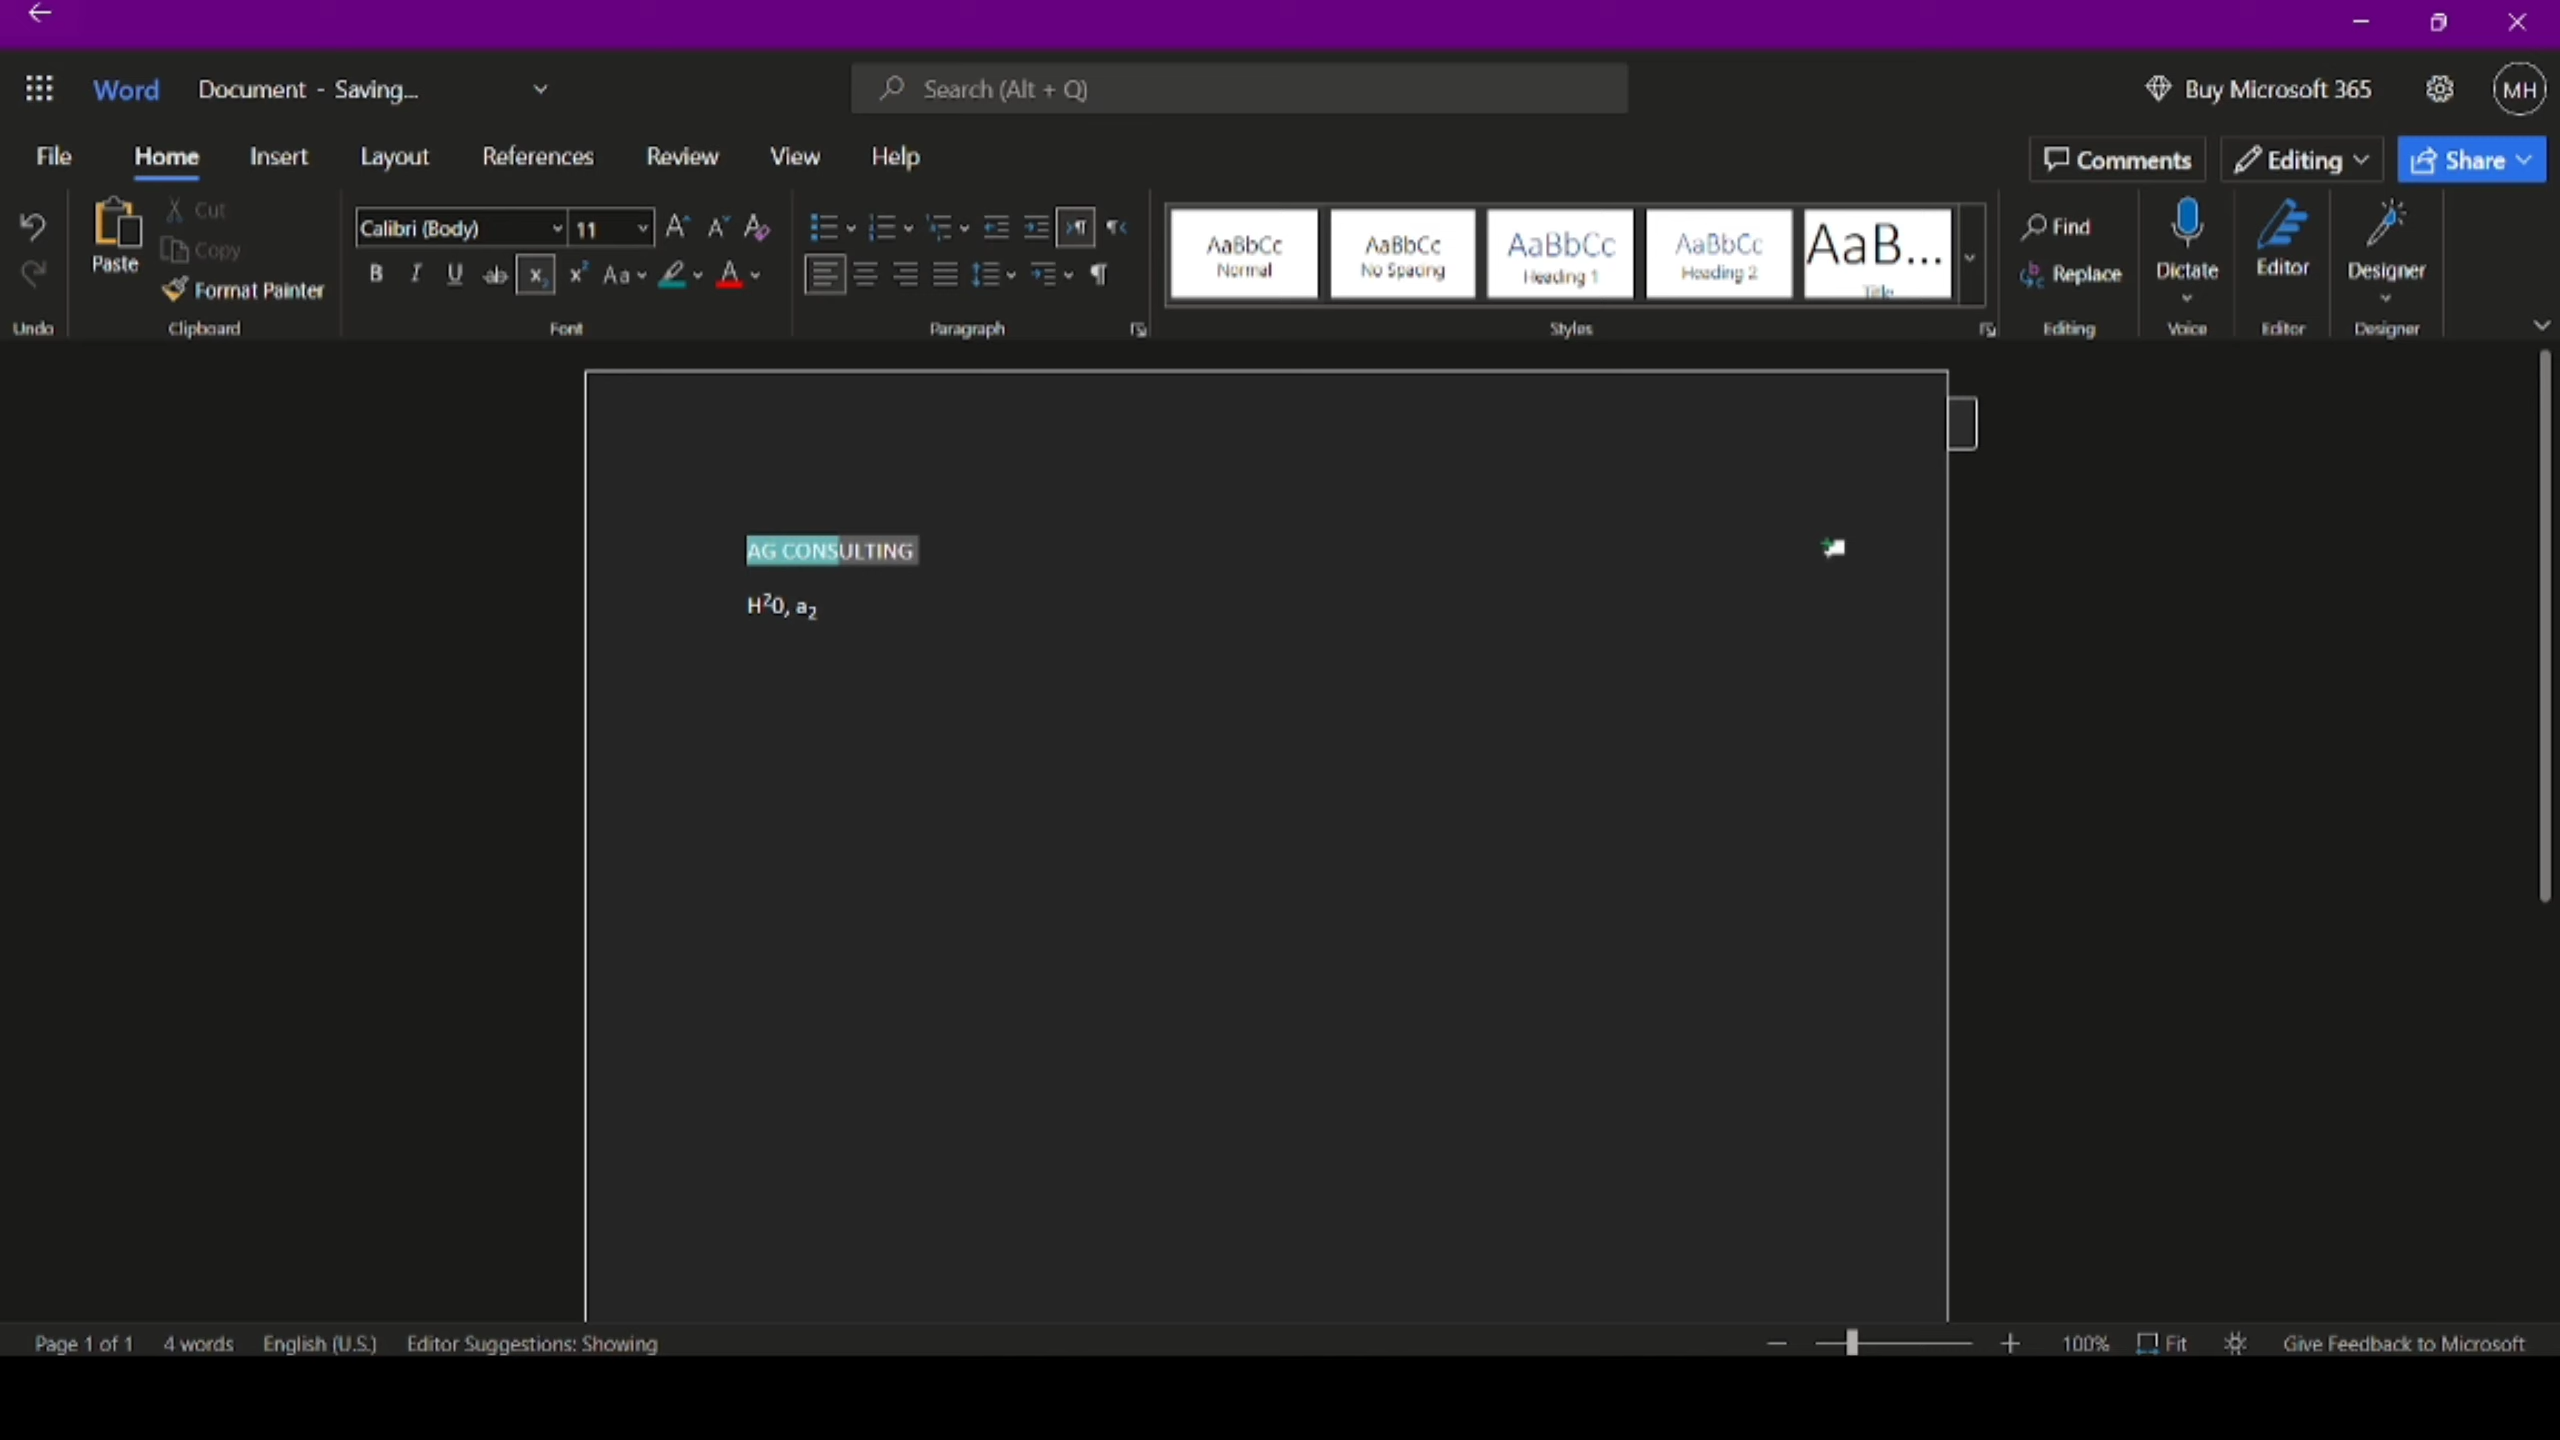 Word Document - Saving... Search (Alt + Q) Buy Microsoft 365 MH
File Home Insert Layout References Review View Help Comments Editing Share
Paste Cut Copy Format Painter
Calibri (Body) 11
AaBbCc Normal AaBbCc No Spacing AaBbCc Heading 1 AaBbCc Heading 2 AaB... Title
Find Replace Dictate Editor Designer
Undo Clipboard Font Paragraph Styles Editing Voice Editor Designer
AG CONSULTING
H²0, a₂
Page 1 of 1 4 words English (U.S.) Editor Suggestions: Showing 100% Fit Give Feedback to Microsoft